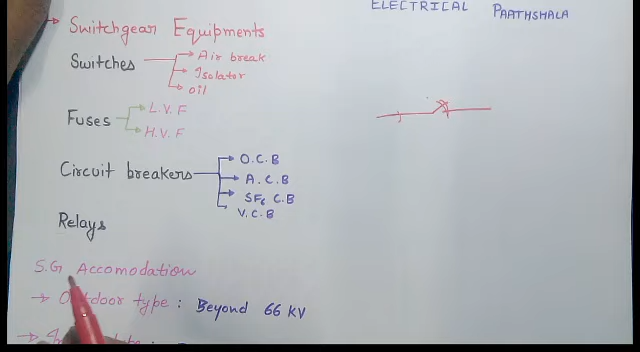 ELECTRICAL PAATHSHALA
→ Switchgear Equipments
Switches → Air break
→ Isolator
→ oil
Fuses → L.V.F
→ H.V.F
Circuit breakers → O.C.B
→ A.C.B
→ SF6 C.B
V.C.B
Relays
S.G Accomodation
→ Outdoor type : Beyond 66 KV